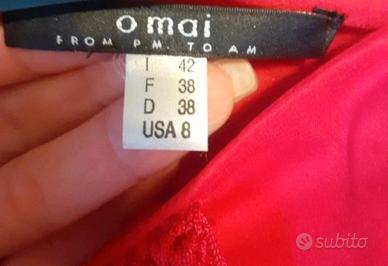 omai
FROM PM. TO AM
I 42
F 38
D 38
USA 8
subito